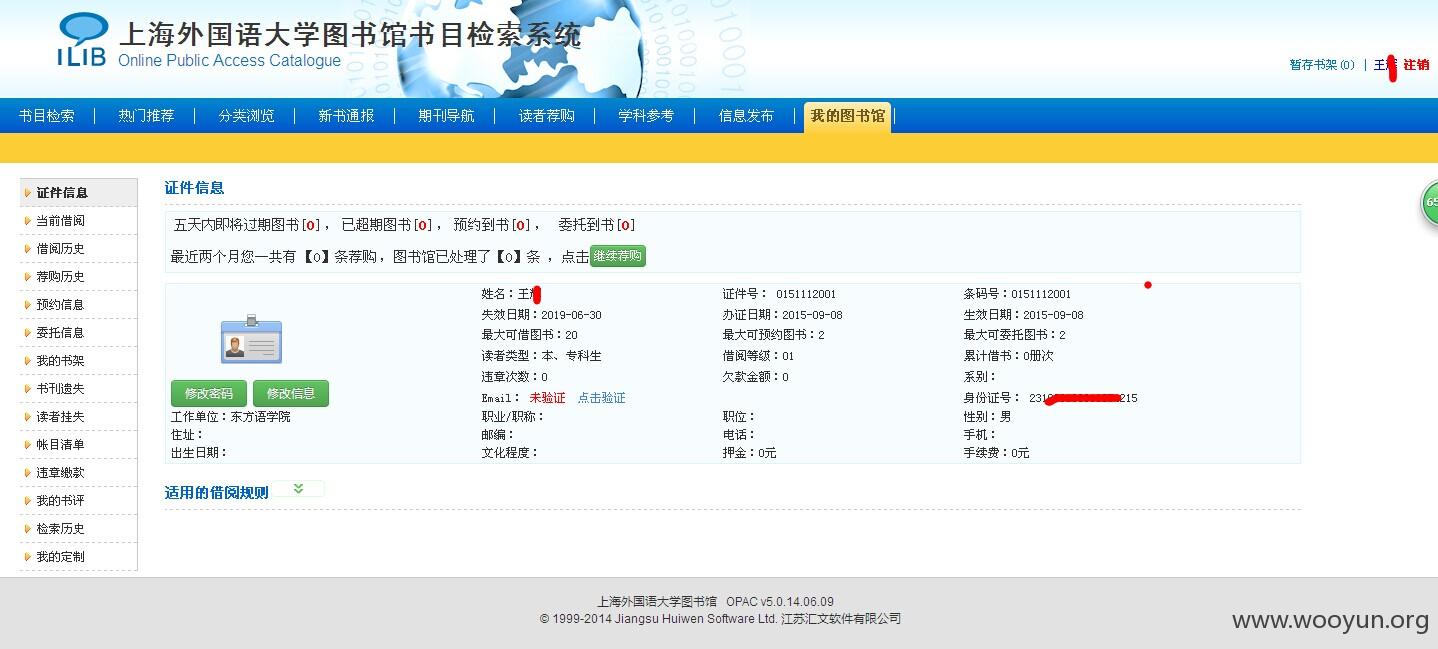 ILIB
上海外国语大学图书馆书目检索系统
Online Public Access Catalogue
暂存书架(0) | 王 注销
书目检索 热门推荐 分类浏览 新书通报 期刊导航 读者荐购 学科参考 信息发布 我的图书馆
证件信息
当前借阅
借阅历史
荐购历史
预约信息
委托信息
我的书架
书刊遗失
读者挂失
帐目清单
违章缴款
我的书评
检索历史
我的定制
证件信息
五天内即将过期图书[0]， 已超期图书[0]， 预约到书[0]， 委托到书[0]
最近两个月您一共有【0】条荐购，图书馆已处理了【0】条 ，点击 继续荐购
姓名：王 证件号： 0151112001 条码号：0151112001
失效日期：2019-06-30 办证日期：2015-09-08 生效日期：2015-09-08
最大可借图书：20 最大可预约图书：2 最大可委托图书：2
读者类型：本、专科生 借阅等级：01 累计借书：0册次
违章次数：0 欠款金额：0 系别：
修改密码 修改信息
Email： 未验证 点击验证 身份证号： 231 215
工作单位：东方语学院 职业/职称： 职位： 性别：男
住址： 邮编： 电话： 手机：
出生日期： 文化程度： 押金：0元 手续费：0元
适用的借阅规则
65
上海外国语大学图书馆 OPAC v5.0.14.06.09
© 1999-2014 Jiangsu Huiwen Software Ltd. 江苏汇文软件有限公司
www.wooyun.org